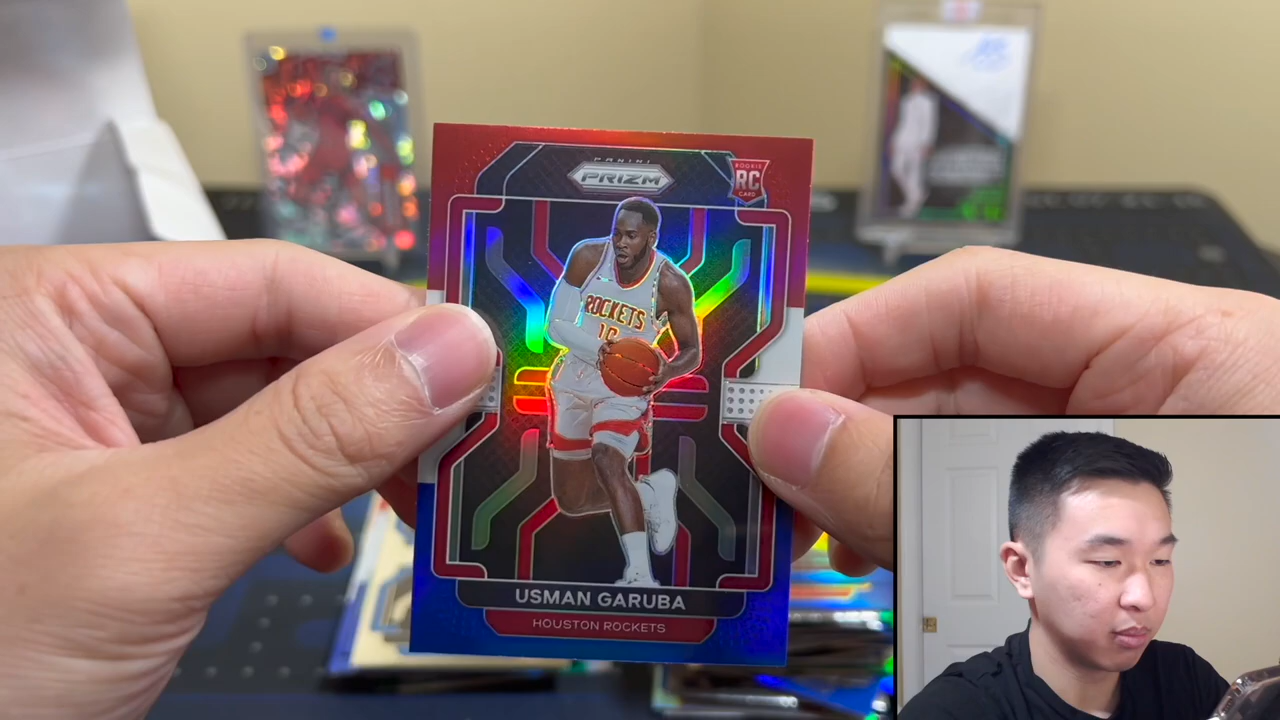 PANINI
PRIZM
ROOKIE
RC
CARD
ROCKETS
USMAN GARUBA
HOUSTON ROCKETS